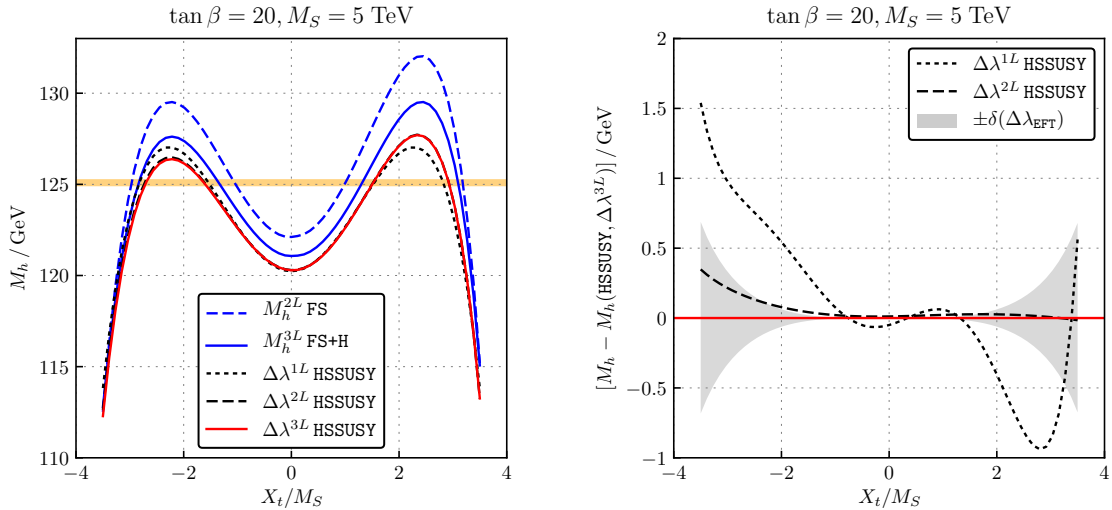 tan β = 20, M_S = 5 TeV
M_h / GeV
130
125
120
115
110
−4
−2
0
2
4
X_t/M_S
M_h^{2L} FS
M_h^{3L} FS+H
Δλ^{1L} HSSUSY
Δλ^{2L} HSSUSY
Δλ^{3L} HSSUSY
tan β = 20, M_S = 5 TeV
[M_h − M_h(HSSUSY, Δλ^{3L})] / GeV
2
1.5
1
0.5
0
−0.5
−1
−4
−2
0
2
4
X_t/M_S
Δλ^{1L} HSSUSY
Δλ^{2L} HSSUSY
±δ(Δλ_{EFT})